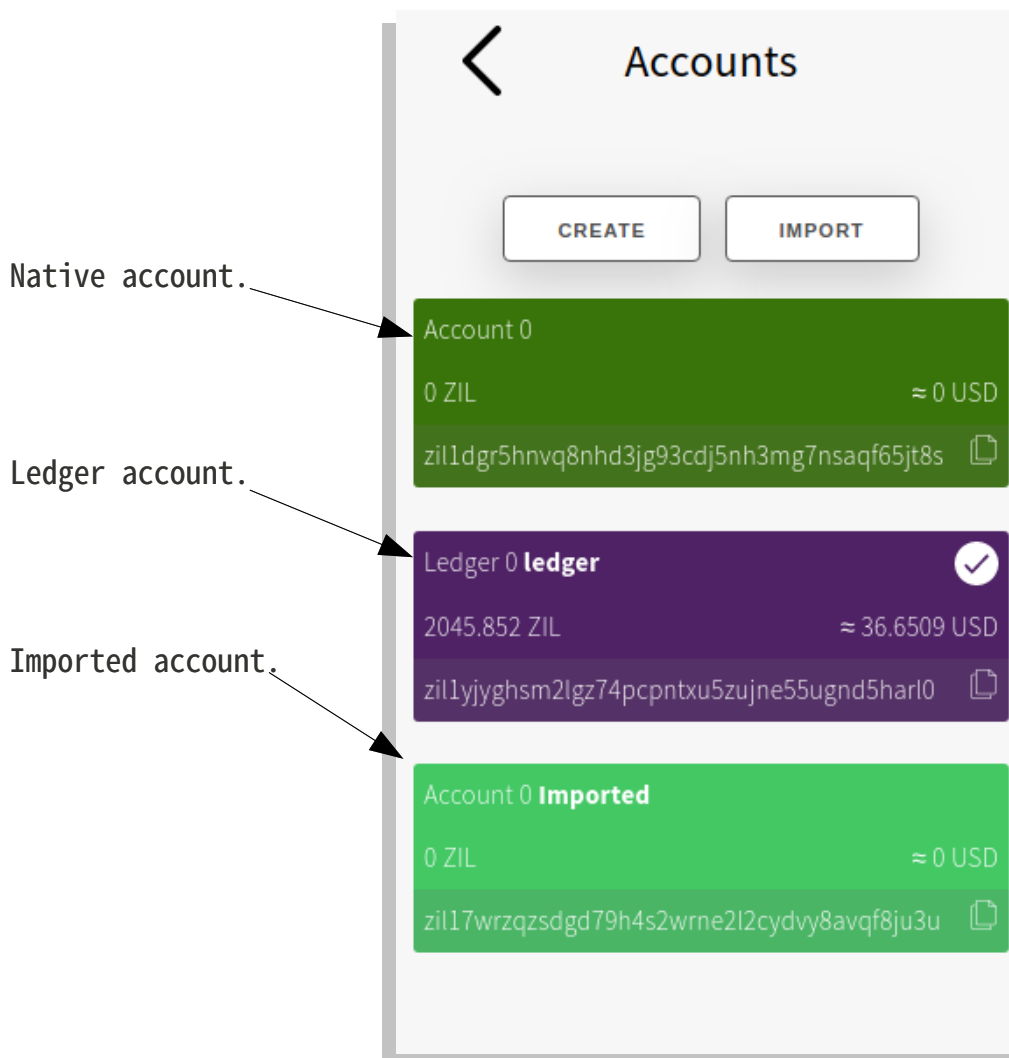 Accounts
CREATE IMPORT
Native account.
Account 0
0 ZIL ≈ 0 USD
zil1dgr5hnvq8nhd3jg93cdj5nh3mg7nsaqf65jt8s
Ledger account.
Ledger 0 ledger
2045.852 ZIL ≈ 36.6509 USD
zil1yjyghsm2lgz74pcpntxu5zujne55ugnd5harl0
Imported account.
Account 0 Imported
0 ZIL ≈ 0 USD
zil17wrzqzsdgd79h4s2wrne2l2cydvy8avqf8ju3u